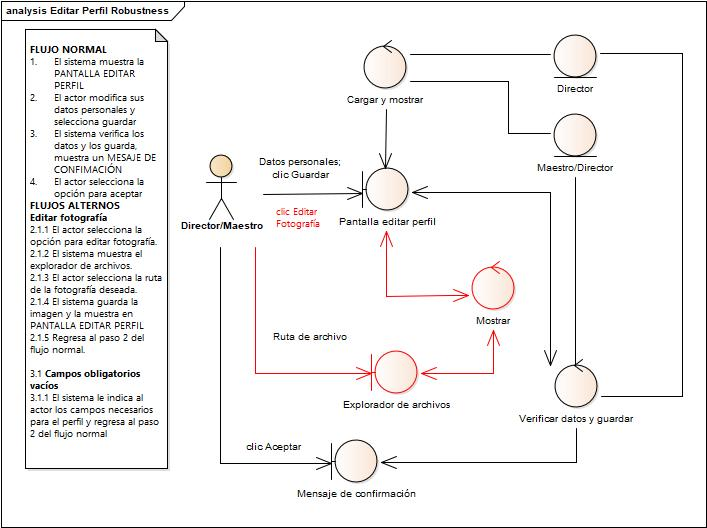 analysis Editar Perfil Robustness
FLUJO NORMAL
1. El sistema muestra la
PANTALLA EDITAR
PERFIL
2. El actor modifica sus
datos personales y
selecciona guardar
3. El sistema verifica los
datos y los guarda,
muestra un MESAJE DE
CONFIMACIÓN
4. El actor selecciona la
opción para aceptar
FLUJOS ALTERNOS
Editar fotografía
2.1.1 El actor selecciona la
opción para editar fotografía.
2.1.2 El sistema muestra el
explorador de archivos.
2.1.3 El actor selecciona la ruta
de la fotografía deseada.
2.1.4 El sistema guarda la
imagen y la muestra en
PANTALLA EDITAR PERFIL
2.1.5 Regresa al paso 2 del
flujo normal.
3.1 Campos obligatorios
vacíos
3.1.1 El sistema le indica al
actor los campos necesarios
para el perfil y regresa al paso
2 del flujo normal
Cargar y mostrar
Director
Maestro/Director
Datos personales;
clic Guardar
Director/Maestro
clic Editar
Fotografía
Pantalla editar perfil
Mostrar
Ruta de archivo
Explorador de archivos
Verificar datos y guardar
clic Aceptar
Mensaje de confirmación